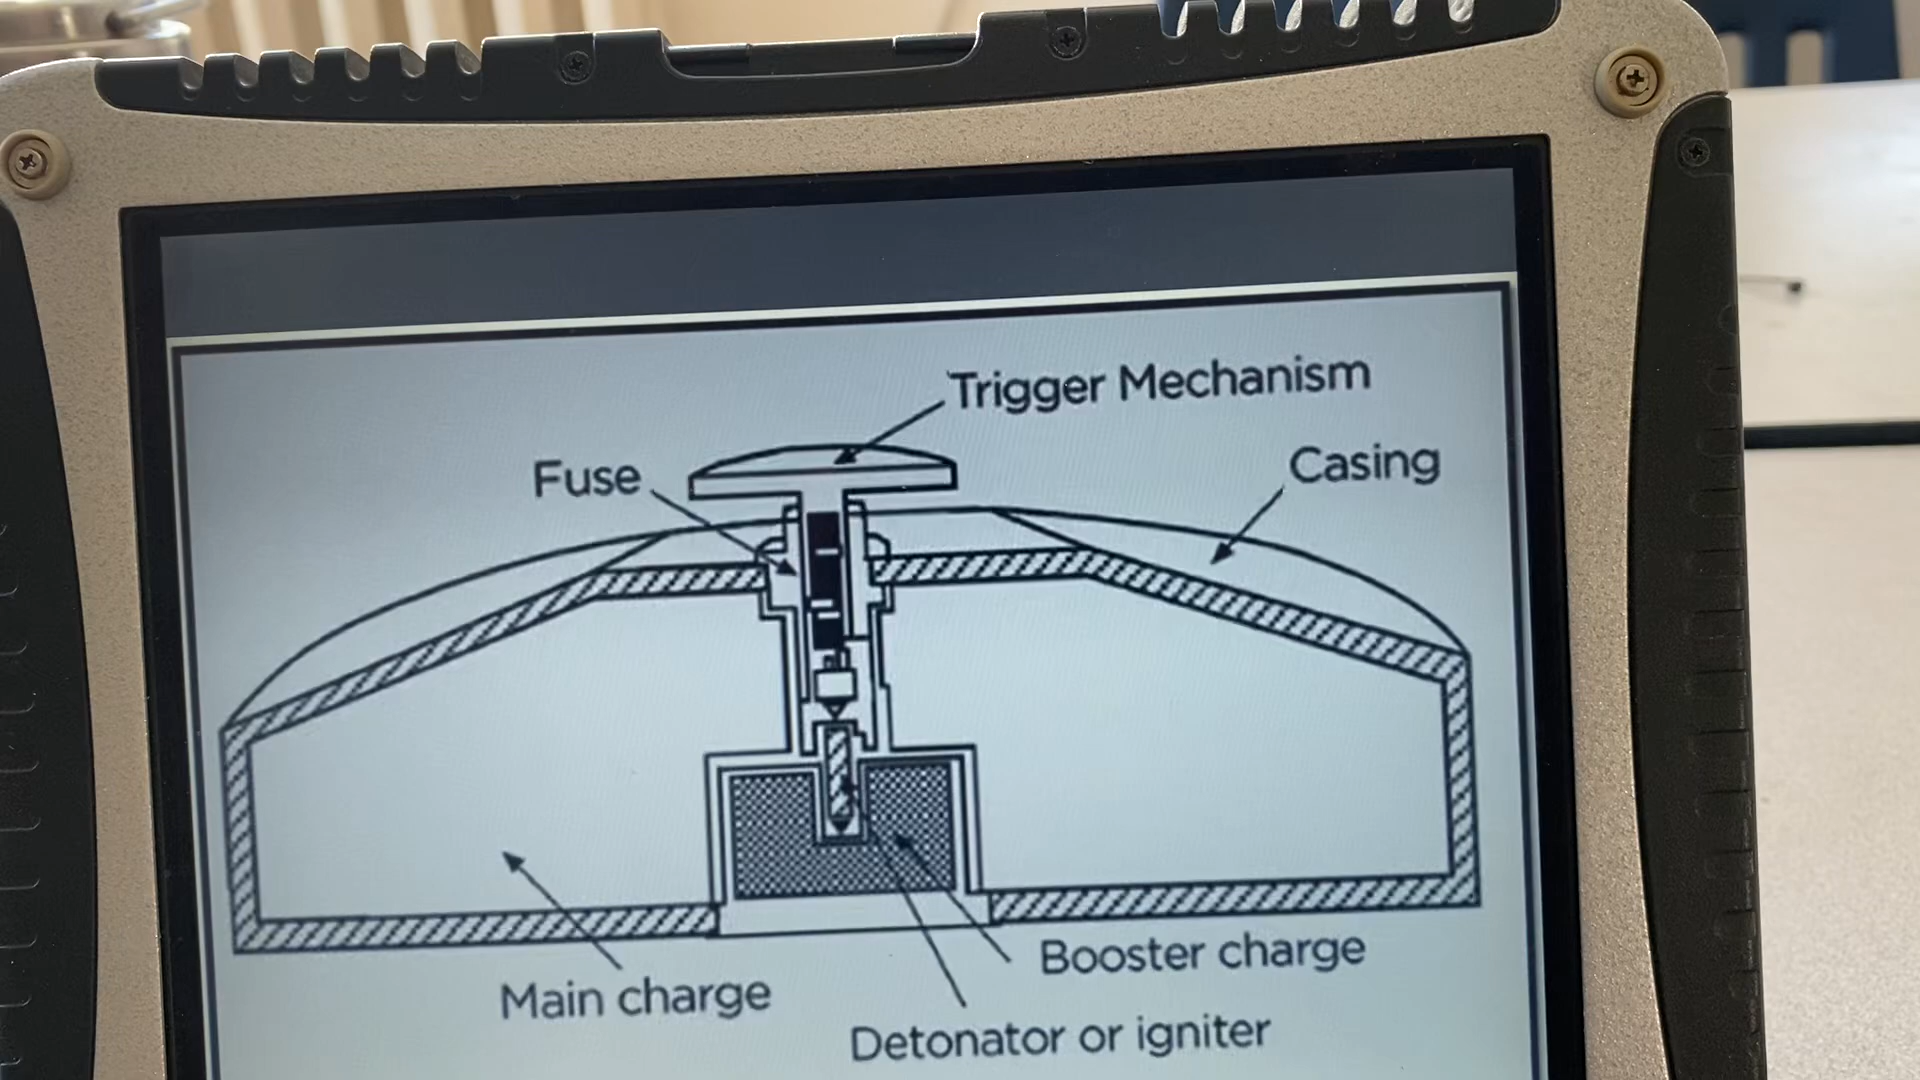 Trigger Mechanism
Fuse
Casing
Main charge
Booster charge
Detonator or igniter